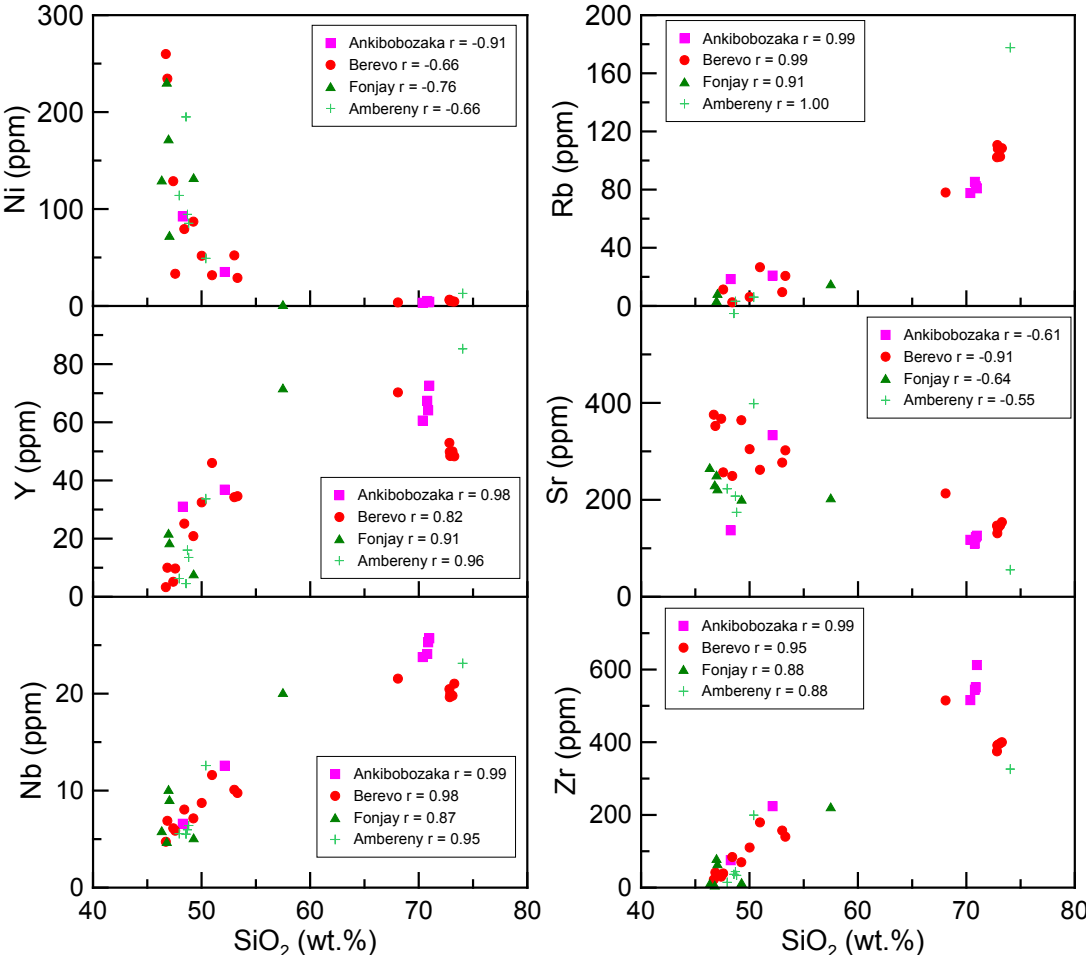 300
200
100
0
Ni (ppm)
Ankibobozaka r = -0.91
Berevo r = -0.66
Fonjay r = -0.76
Ambereny r = -0.66
200
160
120
80
40
0
Rb (ppm)
Ankibobozaka r = 0.99
Berevo r = 0.99
Fonjay r = 0.91
Ambereny r = 1.00
80
60
40
20
0
Y (ppm)
Ankibobozaka r = 0.98
Berevo r = 0.82
Fonjay r = 0.91
Ambereny r = 0.96
400
200
0
Sr (ppm)
Ankibobozaka r = -0.61
Berevo r = -0.91
Fonjay r = -0.64
Ambereny r = -0.55
20
10
0
Nb (ppm)
Ankibobozaka r = 0.99
Berevo r = 0.98
Fonjay r = 0.87
Ambereny r = 0.95
40 50 60 70 80
SiO₂ (wt.%)
600
400
200
0
Zr (ppm)
Ankibobozaka r = 0.99
Berevo r = 0.95
Fonjay r = 0.88
Ambereny r = 0.88
40 50 60 70 80
SiO₂ (wt.%)